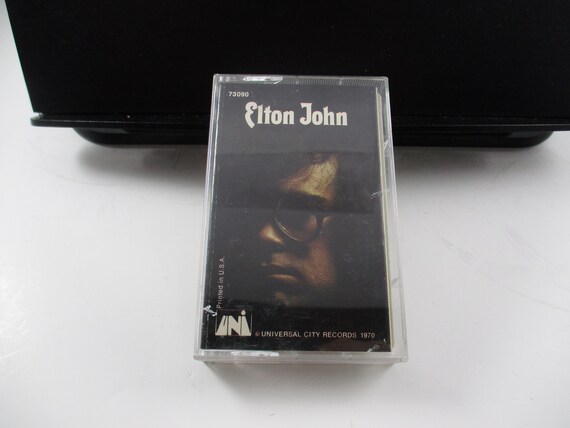 73090
Elton John
Printed in U.S.A.
UNI
© UNIVERSAL CITY RECORDS 1970